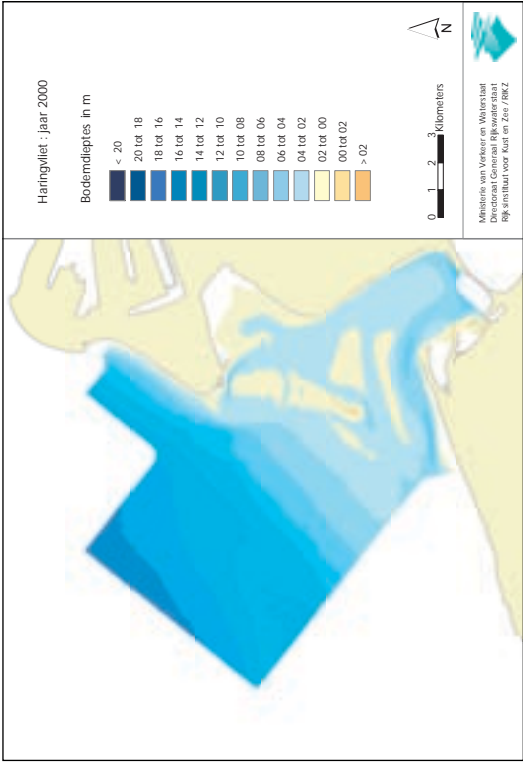 Haringvliet : jaar 2000
Bodemdieptes in m
< 20
20 tot 18
18 tot 16
16 tot 14
14 tot 12
12 tot 10
10 tot 08
08 tot 06
06 tot 04
04 tot 02
02 tot 00
00 tot 02
> 02
0 1 2 3 Kilometers
N
Ministerie van Verkeer en Waterstaat
Directoraat Generaal Rijkswaterstaat
Rijksinstituut voor Kust en Zee / RIKZ